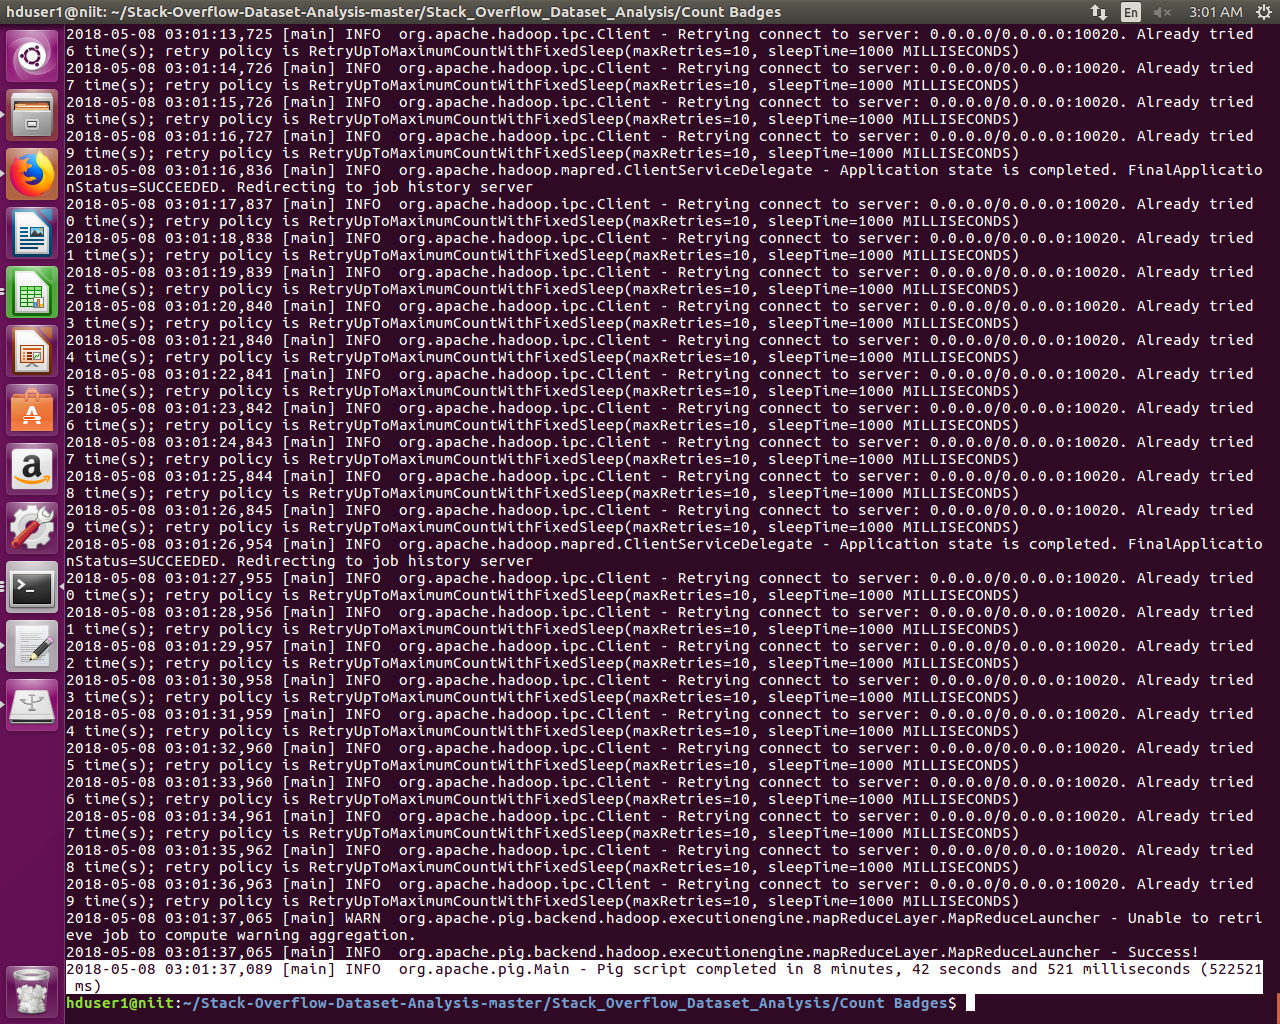 hduser1@niit: ~/Stack-Overflow-Dataset-Analysis-master/Stack_Overflow_Dataset_Analysis/Count Badges
En
3:01 AM
2018-05-08 03:01:13,725 [main] INFO  org.apache.hadoop.ipc.Client - Retrying connect to server: 0.0.0.0/0.0.0.0:10020. Already tried
6 time(s); retry policy is RetryUpToMaximumCountWithFixedSleep(maxRetries=10, sleepTime=1000 MILLISECONDS)
2018-05-08 03:01:14,726 [main] INFO  org.apache.hadoop.ipc.Client - Retrying connect to server: 0.0.0.0/0.0.0.0:10020. Already tried
7 time(s); retry policy is RetryUpToMaximumCountWithFixedSleep(maxRetries=10, sleepTime=1000 MILLISECONDS)
2018-05-08 03:01:15,726 [main] INFO  org.apache.hadoop.ipc.Client - Retrying connect to server: 0.0.0.0/0.0.0.0:10020. Already tried
8 time(s); retry policy is RetryUpToMaximumCountWithFixedSleep(maxRetries=10, sleepTime=1000 MILLISECONDS)
2018-05-08 03:01:16,727 [main] INFO  org.apache.hadoop.ipc.Client - Retrying connect to server: 0.0.0.0/0.0.0.0:10020. Already tried
9 time(s); retry policy is RetryUpToMaximumCountWithFixedSleep(maxRetries=10, sleepTime=1000 MILLISECONDS)
2018-05-08 03:01:16,836 [main] INFO  org.apache.hadoop.mapred.ClientServiceDelegate - Application state is completed. FinalApplicatio
nStatus=SUCCEEDED. Redirecting to job history server
2018-05-08 03:01:17,837 [main] INFO  org.apache.hadoop.ipc.Client - Retrying connect to server: 0.0.0.0/0.0.0.0:10020. Already tried
0 time(s); retry policy is RetryUpToMaximumCountWithFixedSleep(maxRetries=10, sleepTime=1000 MILLISECONDS)
2018-05-08 03:01:18,838 [main] INFO  org.apache.hadoop.ipc.Client - Retrying connect to server: 0.0.0.0/0.0.0.0:10020. Already tried
1 time(s); retry policy is RetryUpToMaximumCountWithFixedSleep(maxRetries=10, sleepTime=1000 MILLISECONDS)
2018-05-08 03:01:19,839 [main] INFO  org.apache.hadoop.ipc.Client - Retrying connect to server: 0.0.0.0/0.0.0.0:10020. Already tried
2 time(s); retry policy is RetryUpToMaximumCountWithFixedSleep(maxRetries=10, sleepTime=1000 MILLISECONDS)
2018-05-08 03:01:20,840 [main] INFO  org.apache.hadoop.ipc.Client - Retrying connect to server: 0.0.0.0/0.0.0.0:10020. Already tried
3 time(s); retry policy is RetryUpToMaximumCountWithFixedSleep(maxRetries=10, sleepTime=1000 MILLISECONDS)
2018-05-08 03:01:21,840 [main] INFO  org.apache.hadoop.ipc.Client - Retrying connect to server: 0.0.0.0/0.0.0.0:10020. Already tried
4 time(s); retry policy is RetryUpToMaximumCountWithFixedSleep(maxRetries=10, sleepTime=1000 MILLISECONDS)
2018-05-08 03:01:22,841 [main] INFO  org.apache.hadoop.ipc.Client - Retrying connect to server: 0.0.0.0/0.0.0.0:10020. Already tried
5 time(s); retry policy is RetryUpToMaximumCountWithFixedSleep(maxRetries=10, sleepTime=1000 MILLISECONDS)
2018-05-08 03:01:23,842 [main] INFO  org.apache.hadoop.ipc.Client - Retrying connect to server: 0.0.0.0/0.0.0.0:10020. Already tried
6 time(s); retry policy is RetryUpToMaximumCountWithFixedSleep(maxRetries=10, sleepTime=1000 MILLISECONDS)
2018-05-08 03:01:24,843 [main] INFO  org.apache.hadoop.ipc.Client - Retrying connect to server: 0.0.0.0/0.0.0.0:10020. Already tried
7 time(s); retry policy is RetryUpToMaximumCountWithFixedSleep(maxRetries=10, sleepTime=1000 MILLISECONDS)
2018-05-08 03:01:25,844 [main] INFO  org.apache.hadoop.ipc.Client - Retrying connect to server: 0.0.0.0/0.0.0.0:10020. Already tried
8 time(s); retry policy is RetryUpToMaximumCountWithFixedSleep(maxRetries=10, sleepTime=1000 MILLISECONDS)
2018-05-08 03:01:26,845 [main] INFO  org.apache.hadoop.ipc.Client - Retrying connect to server: 0.0.0.0/0.0.0.0:10020. Already tried
9 time(s); retry policy is RetryUpToMaximumCountWithFixedSleep(maxRetries=10, sleepTime=1000 MILLISECONDS)
2018-05-08 03:01:26,954 [main] INFO  org.apache.hadoop.mapred.ClientServiceDelegate - Application state is completed. FinalApplicatio
nStatus=SUCCEEDED. Redirecting to job history server
2018-05-08 03:01:27,955 [main] INFO  org.apache.hadoop.ipc.Client - Retrying connect to server: 0.0.0.0/0.0.0.0:10020. Already tried
0 time(s); retry policy is RetryUpToMaximumCountWithFixedSleep(maxRetries=10, sleepTime=1000 MILLISECONDS)
2018-05-08 03:01:28,956 [main] INFO  org.apache.hadoop.ipc.Client - Retrying connect to server: 0.0.0.0/0.0.0.0:10020. Already tried
1 time(s); retry policy is RetryUpToMaximumCountWithFixedSleep(maxRetries=10, sleepTime=1000 MILLISECONDS)
2018-05-08 03:01:29,957 [main] INFO  org.apache.hadoop.ipc.Client - Retrying connect to server: 0.0.0.0/0.0.0.0:10020. Already tried
2 time(s); retry policy is RetryUpToMaximumCountWithFixedSleep(maxRetries=10, sleepTime=1000 MILLISECONDS)
2018-05-08 03:01:30,958 [main] INFO  org.apache.hadoop.ipc.Client - Retrying connect to server: 0.0.0.0/0.0.0.0:10020. Already tried
3 time(s); retry policy is RetryUpToMaximumCountWithFixedSleep(maxRetries=10, sleepTime=1000 MILLISECONDS)
2018-05-08 03:01:31,959 [main] INFO  org.apache.hadoop.ipc.Client - Retrying connect to server: 0.0.0.0/0.0.0.0:10020. Already tried
4 time(s); retry policy is RetryUpToMaximumCountWithFixedSleep(maxRetries=10, sleepTime=1000 MILLISECONDS)
2018-05-08 03:01:32,960 [main] INFO  org.apache.hadoop.ipc.Client - Retrying connect to server: 0.0.0.0/0.0.0.0:10020. Already tried
5 time(s); retry policy is RetryUpToMaximumCountWithFixedSleep(maxRetries=10, sleepTime=1000 MILLISECONDS)
2018-05-08 03:01:33,960 [main] INFO  org.apache.hadoop.ipc.Client - Retrying connect to server: 0.0.0.0/0.0.0.0:10020. Already tried
6 time(s); retry policy is RetryUpToMaximumCountWithFixedSleep(maxRetries=10, sleepTime=1000 MILLISECONDS)
2018-05-08 03:01:34,961 [main] INFO  org.apache.hadoop.ipc.Client - Retrying connect to server: 0.0.0.0/0.0.0.0:10020. Already tried
7 time(s); retry policy is RetryUpToMaximumCountWithFixedSleep(maxRetries=10, sleepTime=1000 MILLISECONDS)
2018-05-08 03:01:35,962 [main] INFO  org.apache.hadoop.ipc.Client - Retrying connect to server: 0.0.0.0/0.0.0.0:10020. Already tried
8 time(s); retry policy is RetryUpToMaximumCountWithFixedSleep(maxRetries=10, sleepTime=1000 MILLISECONDS)
2018-05-08 03:01:36,963 [main] INFO  org.apache.hadoop.ipc.Client - Retrying connect to server: 0.0.0.0/0.0.0.0:10020. Already tried
9 time(s); retry policy is RetryUpToMaximumCountWithFixedSleep(maxRetries=10, sleepTime=1000 MILLISECONDS)
2018-05-08 03:01:37,065 [main] WARN  org.apache.pig.backend.hadoop.executionengine.mapReduceLayer.MapReduceLauncher - Unable to retri
eve job to compute warning aggregation.
2018-05-08 03:01:37,065 [main] INFO  org.apache.pig.backend.hadoop.executionengine.mapReduceLayer.MapReduceLauncher - Success!
2018-05-08 03:01:37,089 [main] INFO  org.apache.pig.Main - Pig script completed in 8 minutes, 42 seconds and 521 milliseconds (522521
 ms)
hduser1@niit:~/Stack-Overflow-Dataset-Analysis-master/Stack_Overflow_Dataset_Analysis/Count Badges$